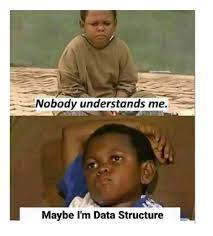 Nobody understands me.
Maybe I'm Data Structure